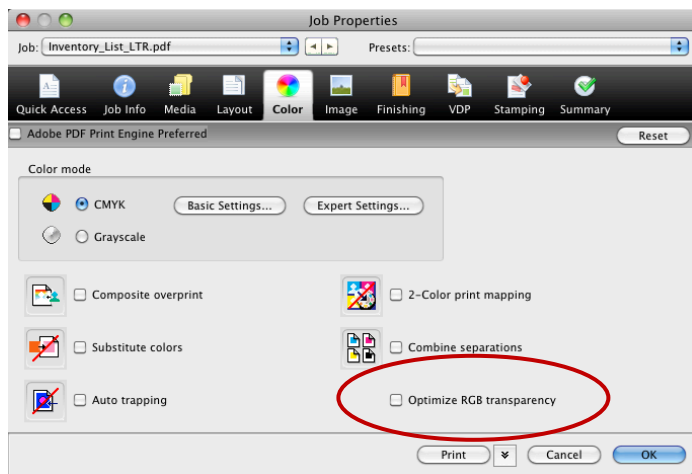 Job Properties
Job: Inventory_List_LTR.pdf Presets:
Quick Access Job Info Media Layout Color Image Finishing VDP Stamping Summary
Adobe PDF Print Engine Preferred Reset
Color mode
CMYK Basic Settings... Expert Settings...
Grayscale
Composite overprint 2-Color print mapping
Substitute colors Combine separations
Auto trapping Optimize RGB transparency
Print Cancel OK